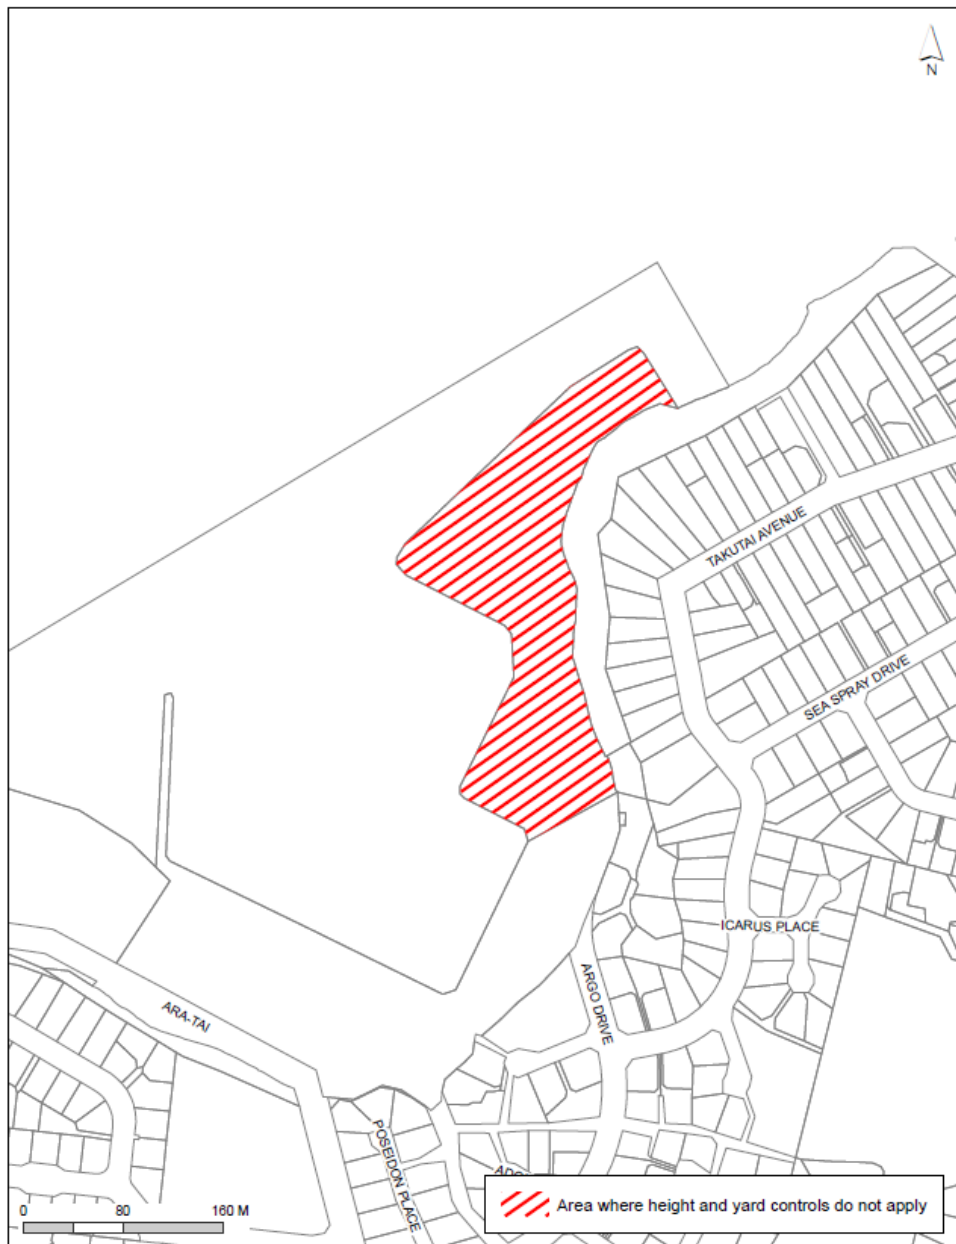 N
TAKUTAI AVENUE
SEA SPRAY DRIVE
ICARUS PLACE
ARGO DRIVE
ARA-TAI
POSEIDON PLACE
Area where height and yard controls do not apply
0 80 160 M